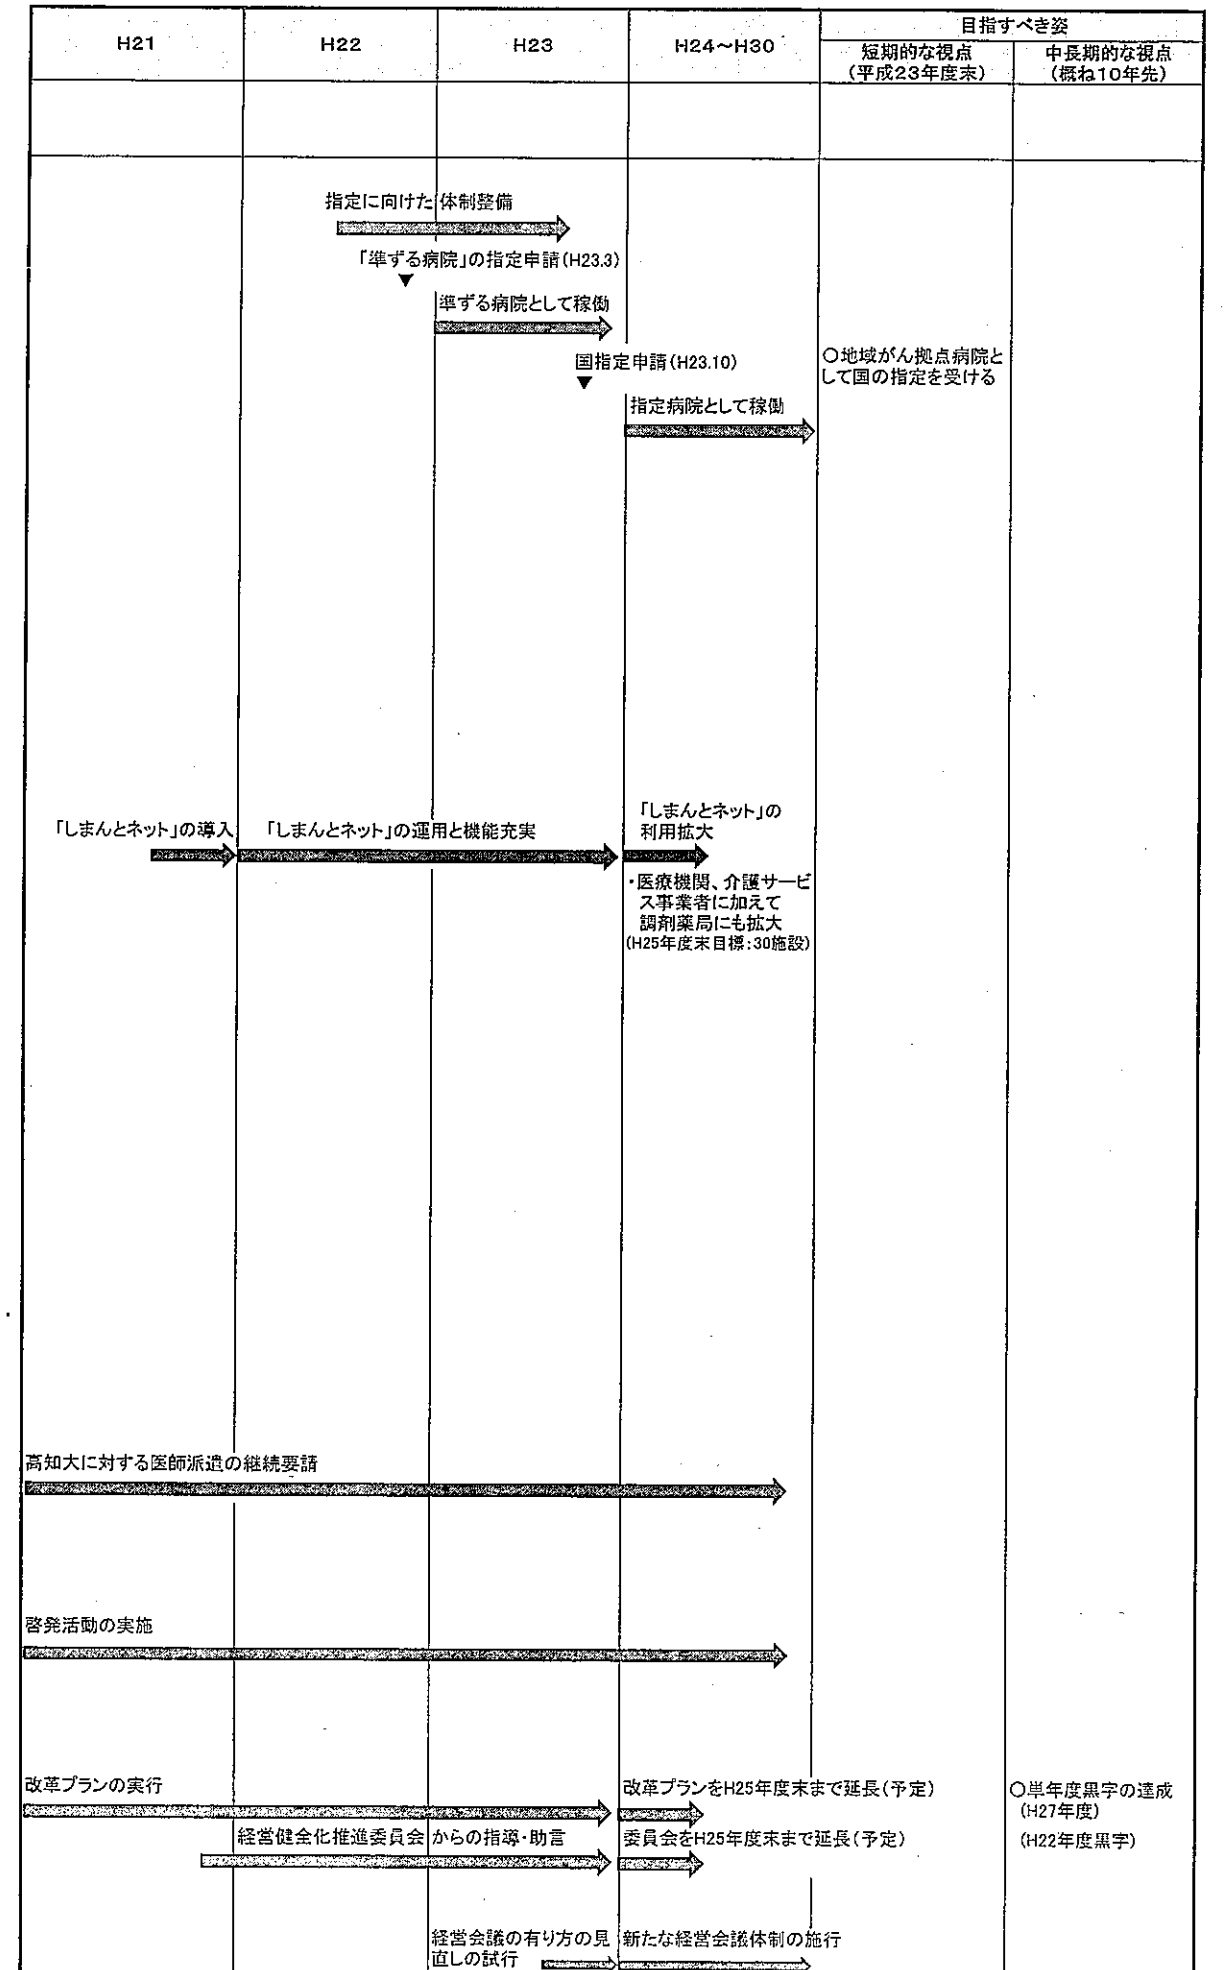 H21
H22
H23
H24～H30
目指すべき姿
短期的な視点
(平成23年度末)
中長期的な視点
(概ね10年先)
指定に向けた体制整備
「準ずる病院」の指定申請(H23.3)
▼
準ずる病院として稼働
国指定申請(H23.10)
▼
○地域がん拠点病院と
して国の指定を受ける
指定病院として稼働
「しまんとネット」の導入
「しまんとネット」の運用と機能充実
「しまんとネット」の
利用拡大
・医療機関、介護サービ
ス事業者に加えて
調剤薬局にも拡大
(H25年度末目標:30施設)
高知大に対する医師派遣の継続要請
啓発活動の実施
改革プランの実行
改革プランをH25年度末まで延長(予定)
○単年度黒字の達成
(H27年度)
(H22年度黒字)
経営健全化推進委員会からの指導・助言
委員会をH25年度末まで延長(予定)
経営会議の有り方の見
直しの試行
新たな経営会議体制の施行